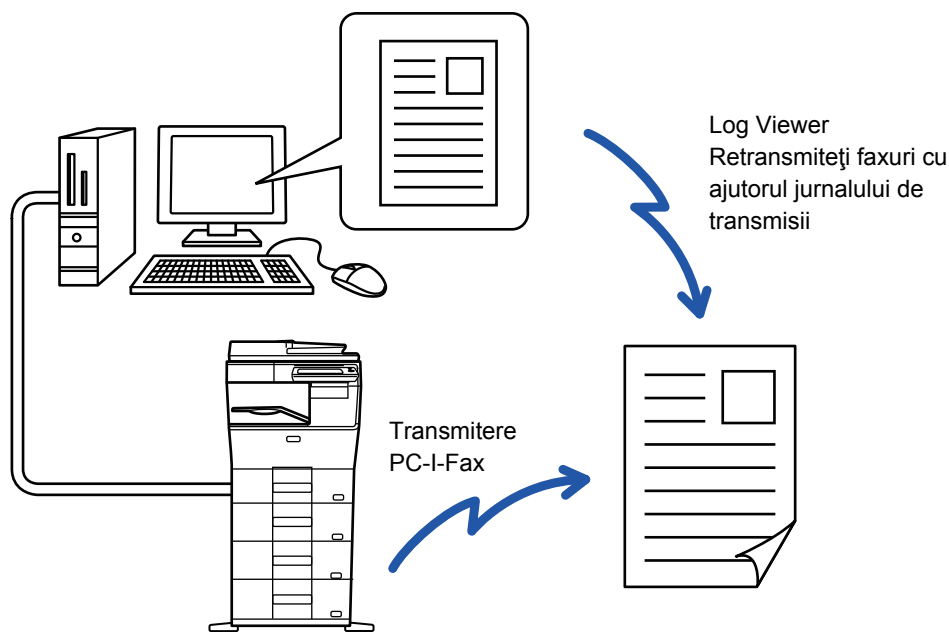 Log Viewer
Retransmiteţi faxuri cu
ajutorul jurnalului de
transmisii
Transmitere
PC-I-Fax